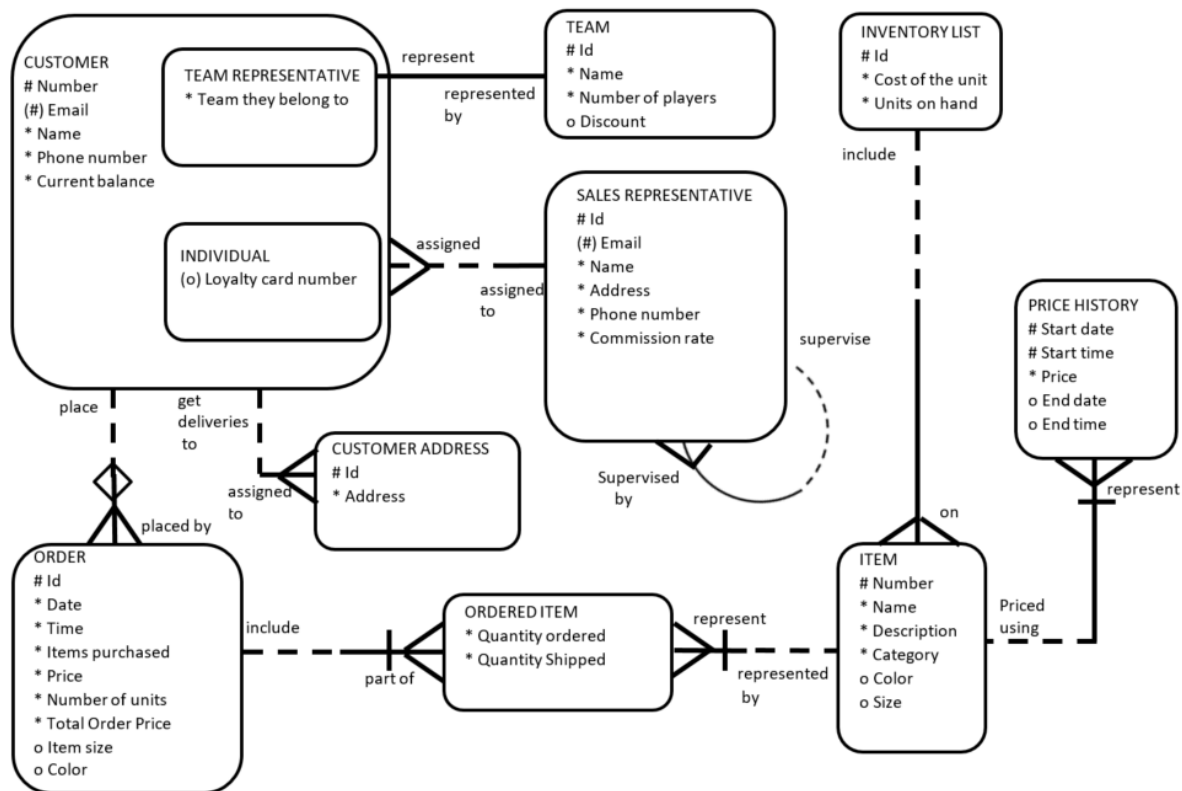 CUSTOMER
# Number
(#) Email
* Name
* Phone number
* Current balance
TEAM REPRESENTATIVE
* Team they belong to
INDIVIDUAL
(o) Loyalty card number
represent
represented
by
TEAM
# Id
* Name
* Number of players
o Discount
assigned
assigned
to
SALES REPRESENTATIVE
# Id
(#) Email
* Name
* Address
* Phone number
* Commission rate
supervise
Supervised
by
INVENTORY LIST
# Id
* Cost of the unit
* Units on hand
include
on
PRICE HISTORY
# Start date
# Start time
* Price
o End date
o End time
represent
Priced
using
place
placed by
get
deliveries
to
assigned
to
CUSTOMER ADDRESS
# Id
* Address
ORDER
# Id
* Date
* Time
* Items purchased
* Price
* Number of units
* Total Order Price
o Item size
o Color
include
part of
ORDERED ITEM
* Quantity ordered
* Quantity Shipped
represent
represented
by
ITEM
# Number
* Name
* Description
* Category
o Color
o Size